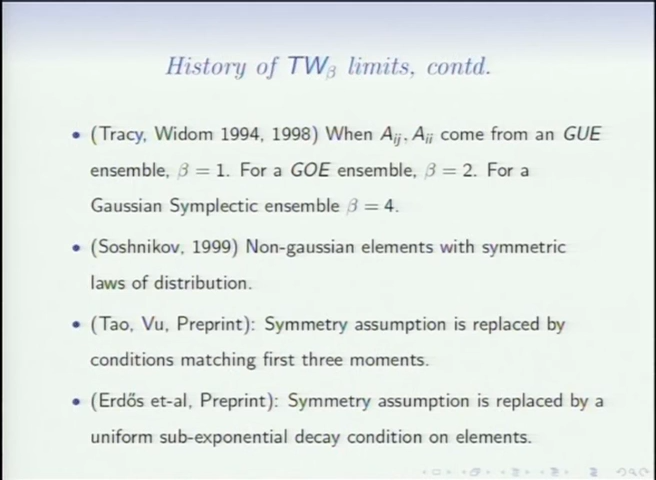 History of TWβ limits, contd.
• (Tracy, Widom 1994, 1998) When Aij, Aii come from an GUE
ensemble, β = 1. For a GOE ensemble, β = 2. For a
Gaussian Symplectic ensemble β = 4.
• (Soshnikov, 1999) Non-gaussian elements with symmetric
laws of distribution.
• (Tao, Vu, Preprint): Symmetry assumption is replaced by
conditions matching first three moments.
• (Erdős et-al, Preprint): Symmetry assumption is replaced by a
uniform sub-exponential decay condition on elements.